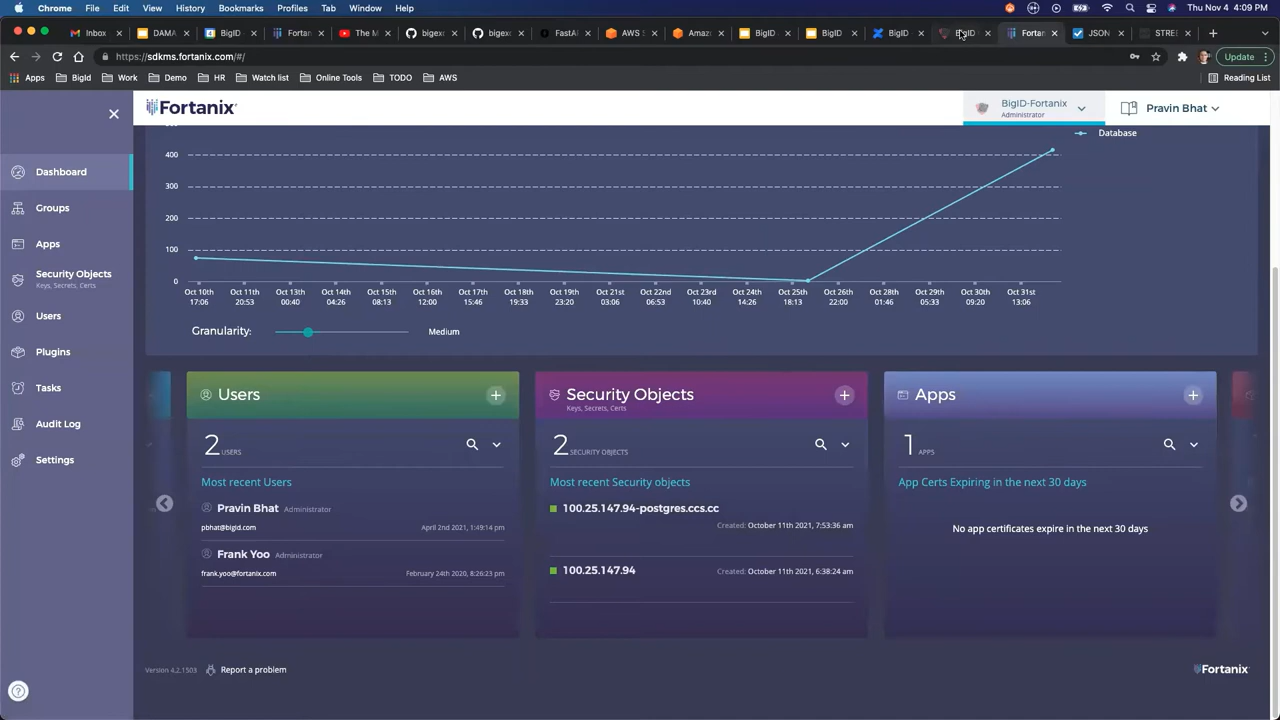 Chrome File Edit View History Bookmarks Profiles Tab Window Help Thu Nov 4 4:09 PM
Inbox DAMA BigID Fortan The M bigexc bigexc FastAI AWS S Amaz BigID BigID BigID BigID Fortan JSON STREI
https://sdkms.fortanix.com/#/ Update
Apps BigId Work Demo HR Watch list Online Tools TODO AWS Reading List
Fortanix BigID-Fortanix Administrator Pravin Bhat
Dashboard
Groups
Apps
Security Objects
Keys, Secrets, Certs
Users
Plugins
Tasks
Audit Log
Settings
Database
400
300
200
100
0
Oct 10th Oct 11th Oct 13th Oct 14th Oct 15th Oct 16th Oct 17th Oct 18th Oct 19th Oct 21st Oct 22nd Oct 23rd Oct 24th Oct 25th Oct 26th Oct 28th Oct 29th Oct 30th Oct 31st
17:06 20:53 00:40 04:26 08:13 12:00 15:46 19:33 23:20 03:06 06:53 10:40 14:26 18:13 22:00 01:46 05:33 09:20 13:06
Granularity: Medium
Users
2 USERS
Most recent Users
Pravin Bhat Administrator
pbhat@bigid.com April 2nd 2021, 1:49:14 pm
Frank Yoo Administrator
frank.yoo@fortanix.com February 24th 2020, 8:26:23 pm
Security Objects
Keys, Secrets, Certs
2 SECURITY OBJECTS
Most recent Security objects
100.25.147.94-postgres.ccs.cc
Created: October 11th 2021, 7:53:36 am
100.25.147.94 Created: October 11th 2021, 6:38:24 am
Apps
1 APPS
App Certs Expiring in the next 30 days
No app certificates expire in the next 30 days
Version 4.2.1503 Report a problem Fortanix